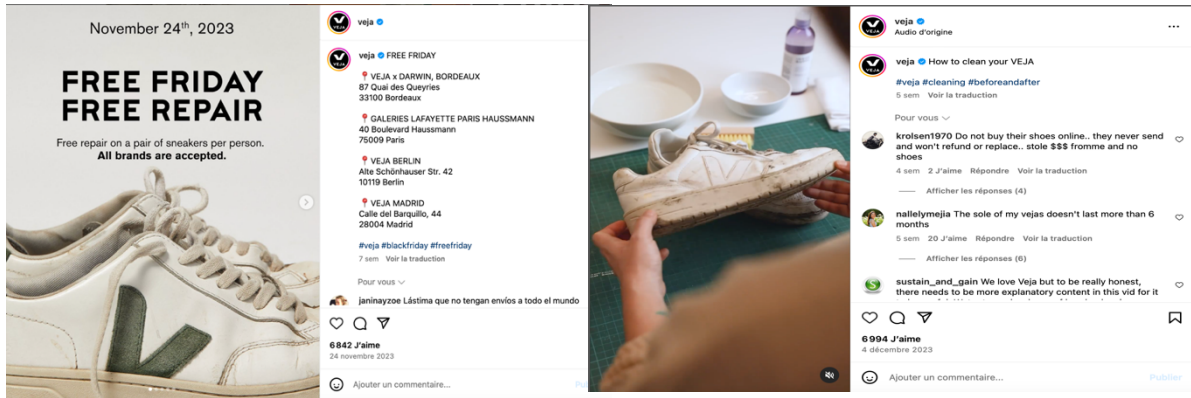 November 24th, 2023
FREE FRIDAY
FREE REPAIR
Free repair on a pair of sneakers per person.
All brands are accepted.
V
VEJA
veja
VEJA
veja FREE FRIDAY
📍 VEJA x DARWIN, BORDEAUX
87 Quai des Queyries
33100 Bordeaux
📍 GALERIES LAFAYETTE PARIS HAUSSMANN
40 Boulevard Haussmann
75009 Paris
📍 VEJA BERLIN
Alte Schönhauser Str. 42
10119 Berlin
📍 VEJA MADRID
Calle del Barquillo, 44
28004 Madrid
#veja #blackfriday #freefriday
7 sem Voir la traduction
Pour vous
janinayzoe Lástima que no tengan envíos a todo el mundo
6 842 J'aime
24 novembre 2023
Ajouter un commentaire...
VEJA
veja
Audio d'origine
VEJA
veja How to clean your VEJA
#veja #cleaning #beforeandafter
5 sem Voir la traduction
Pour vous
krolsen1970 Do not buy their shoes online.. they never send
and won't refund or replace.. stole $$$ fromme and no
shoes
4 sem 2 J'aime Répondre Voir la traduction
Afficher les réponses (4)
nallelymejia The sole of my vejas doesn't last more than 6
months
5 sem 20 J'aime Répondre Voir la traduction
Afficher les réponses (6)
sustain_and_gain We love Veja but to be really honest,
there needs to be more explanatory content in this vid for it
6 994 J'aime
4 décembre 2023
Ajouter un commentaire...
Publier